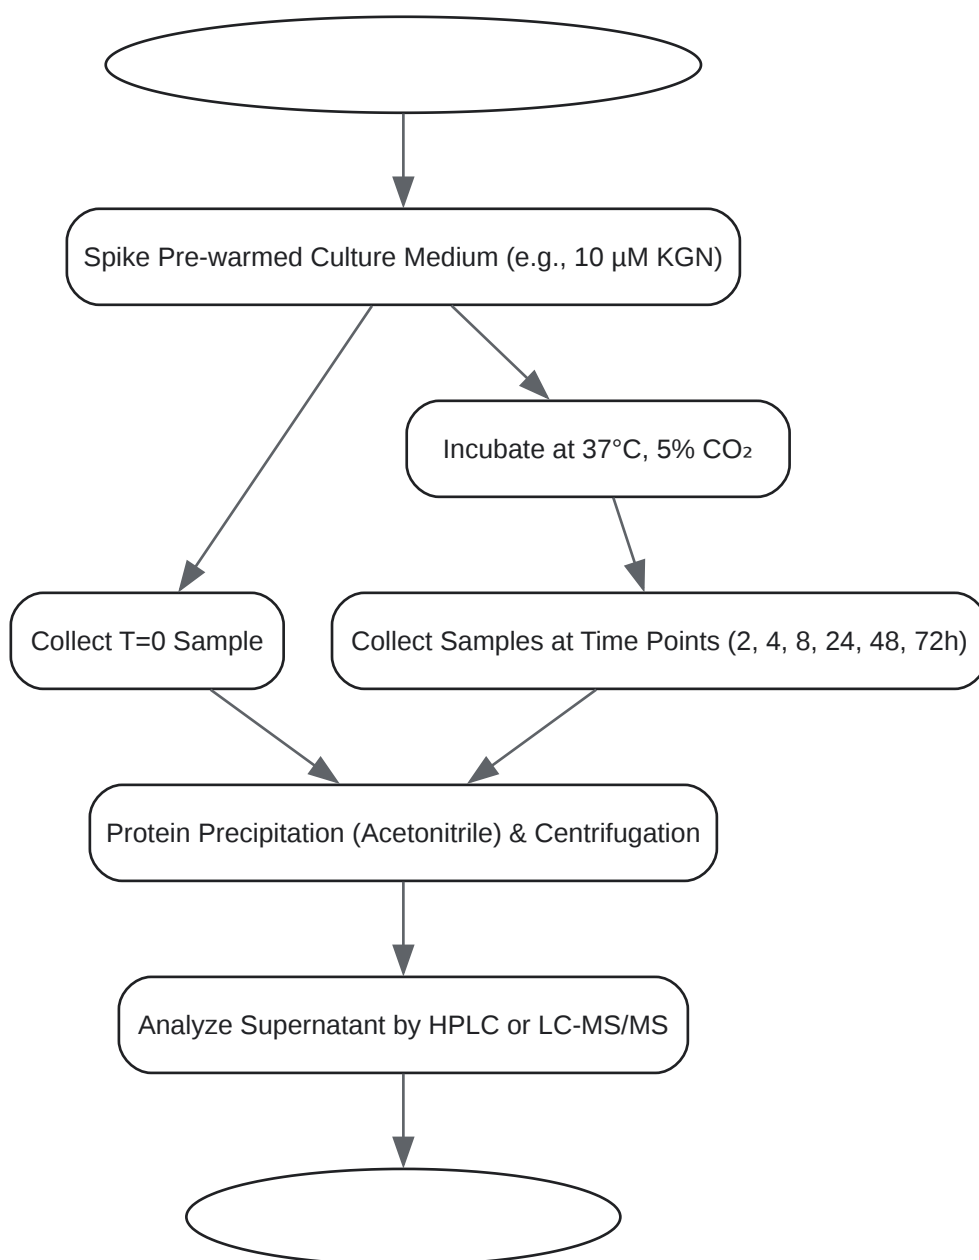 Spike Pre-warmed Culture Medium (e.g., 10 µM KGN)
Incubate at 37°C, 5% CO₂
Collect T=0 Sample
Collect Samples at Time Points (2, 4, 8, 24, 48, 72h)
Protein Precipitation (Acetonitrile) & Centrifugation
Analyze Supernatant by HPLC or LC-MS/MS